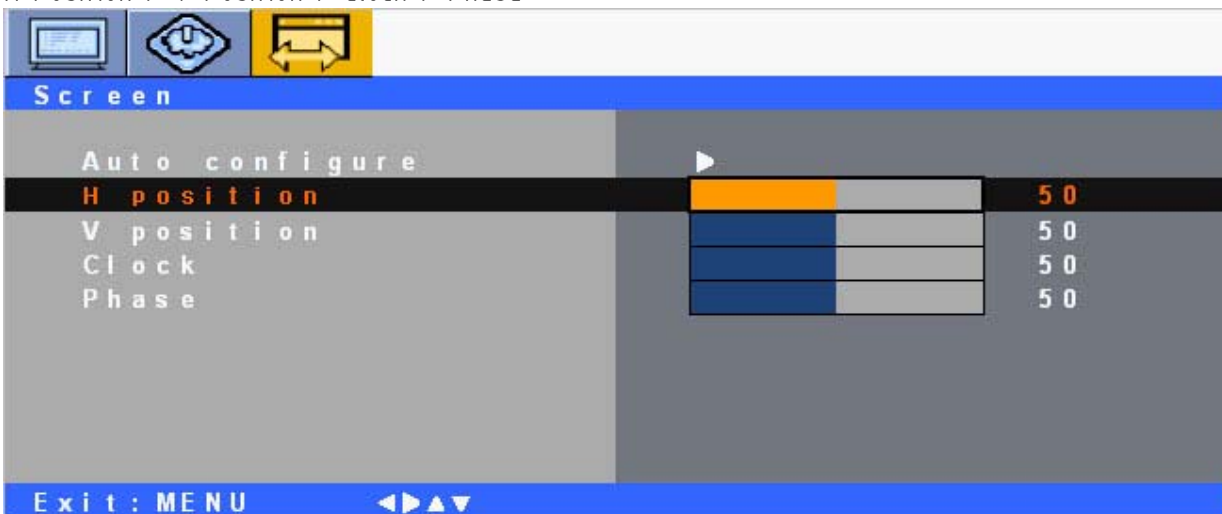 Screen
Auto configure
H position 50
V position 50
Clock 50
Phase 50
Exit: MENU